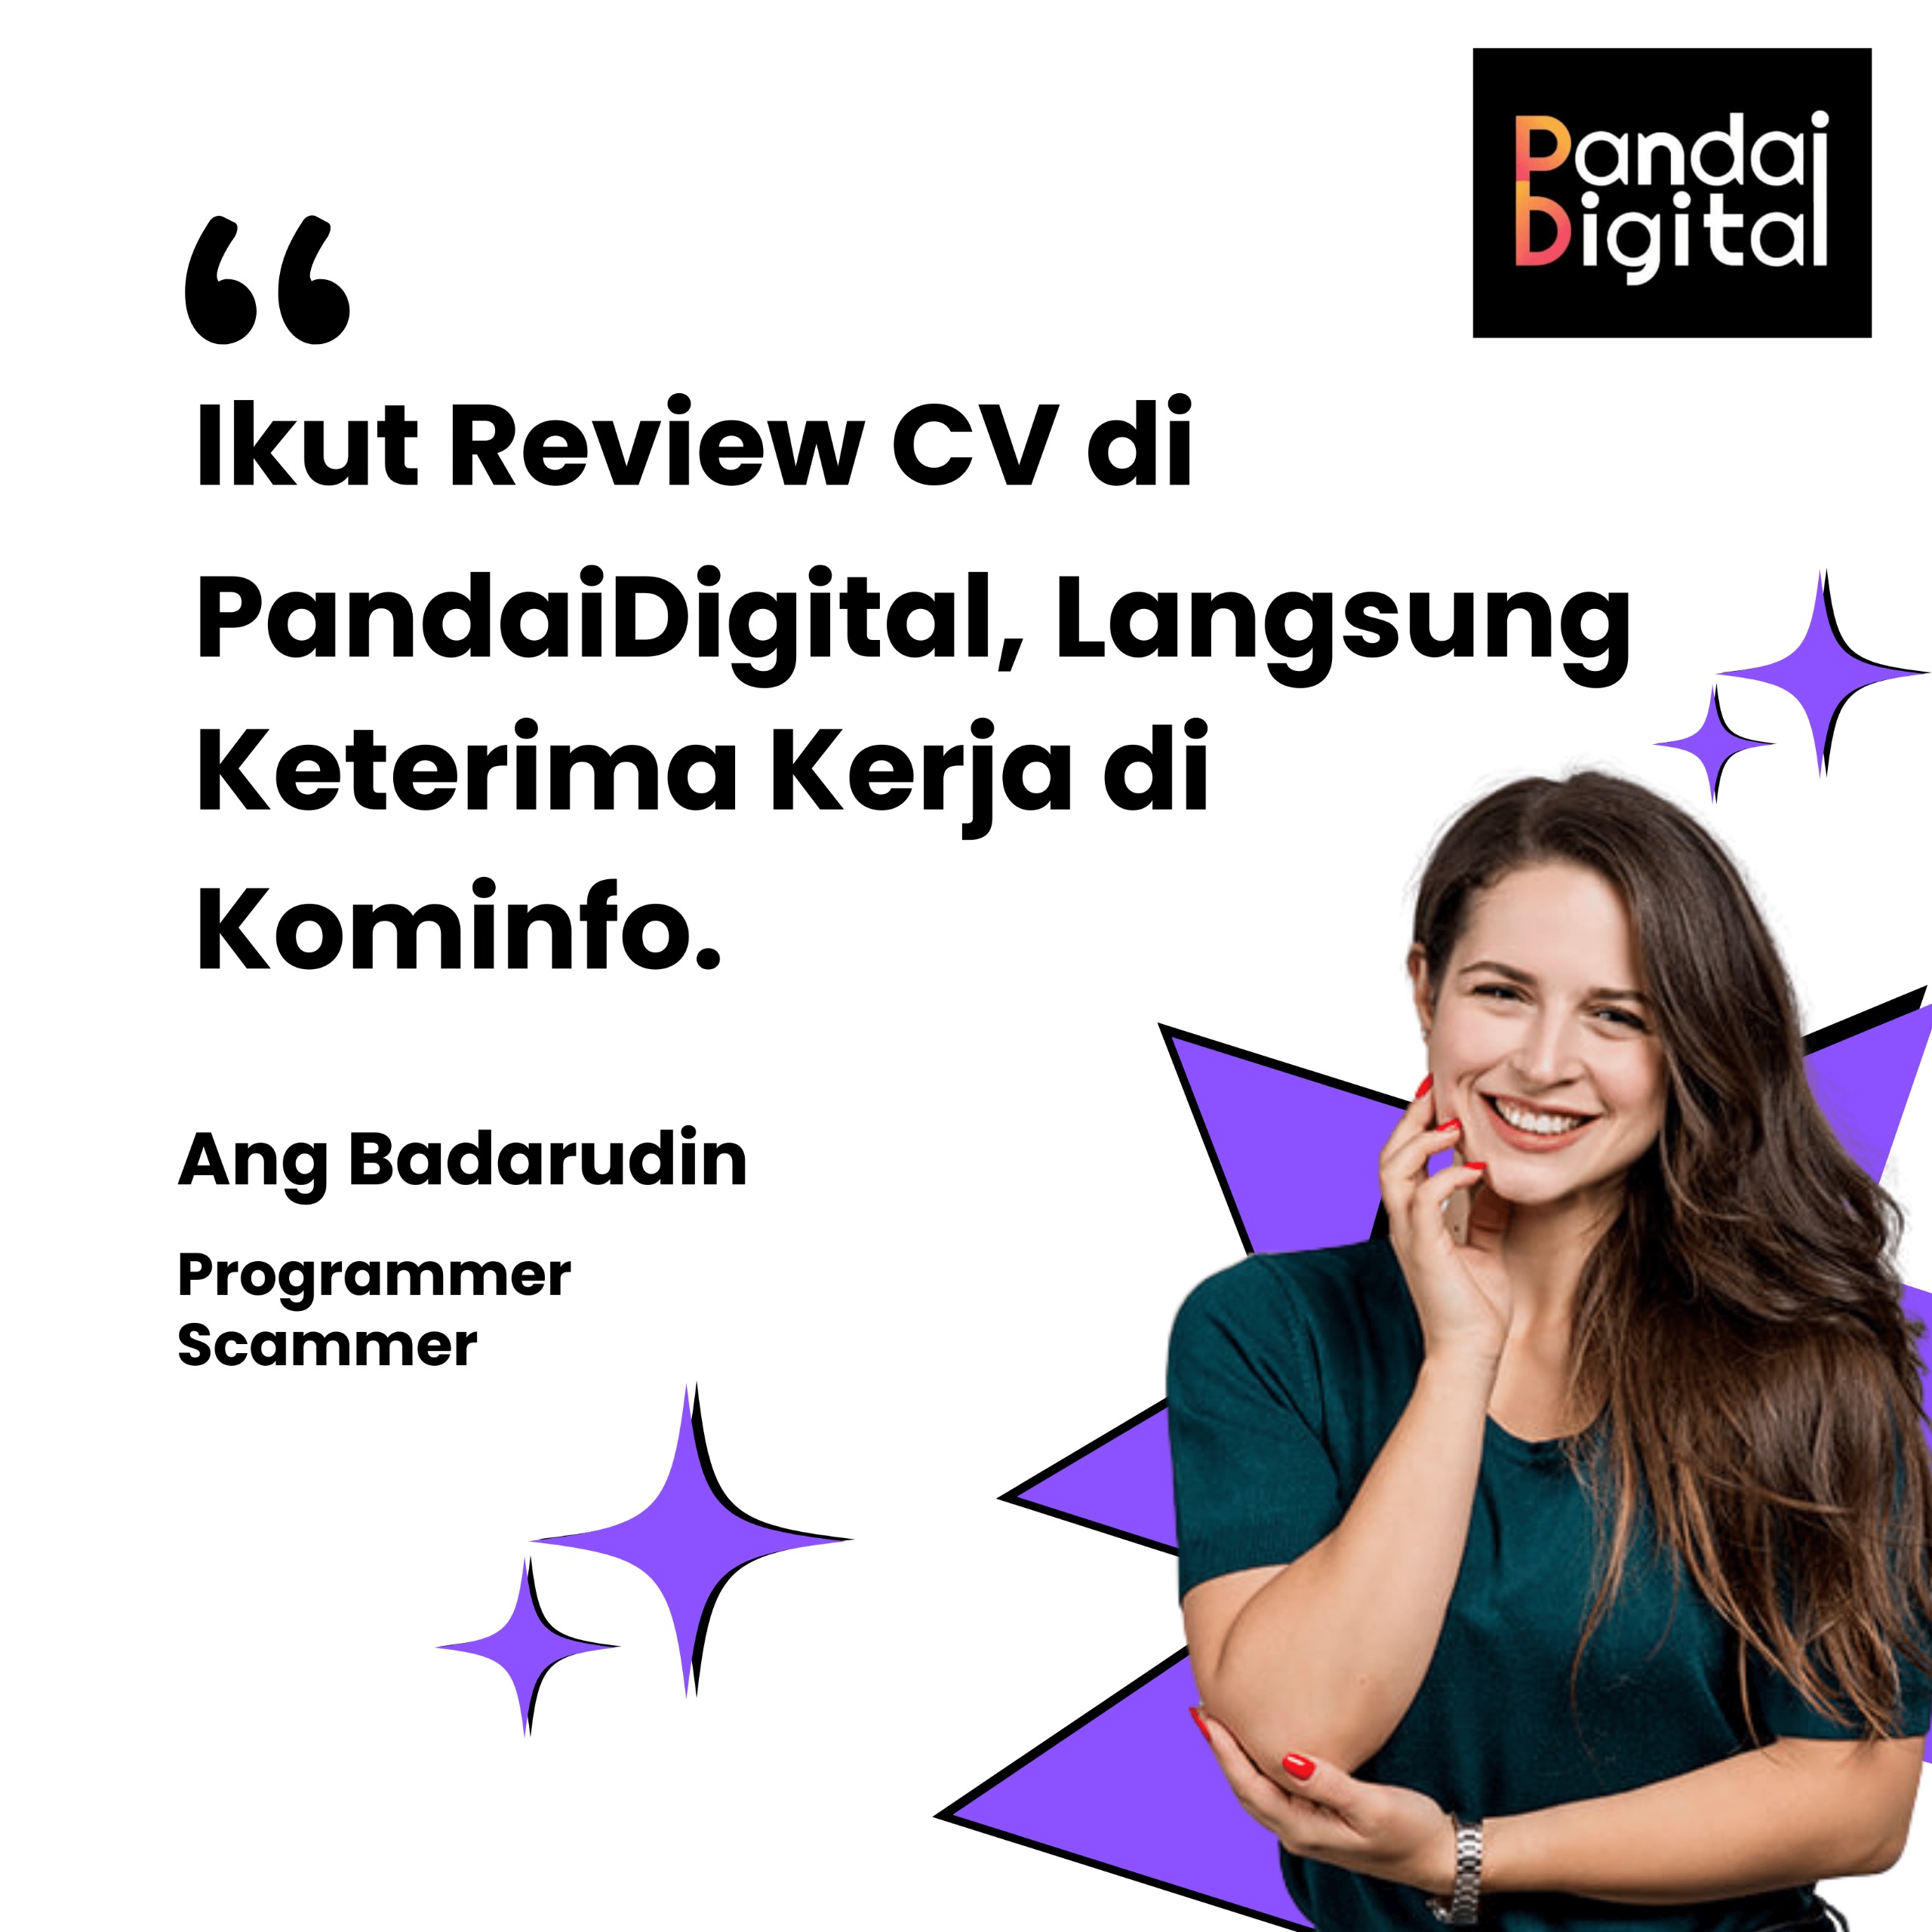 Pandai
Digital
“
Ikut Review CV di
PandaiDigital, Langsung
Keterima Kerja di
Kominfo.
Ang Badarudin
Programmer
Scammer